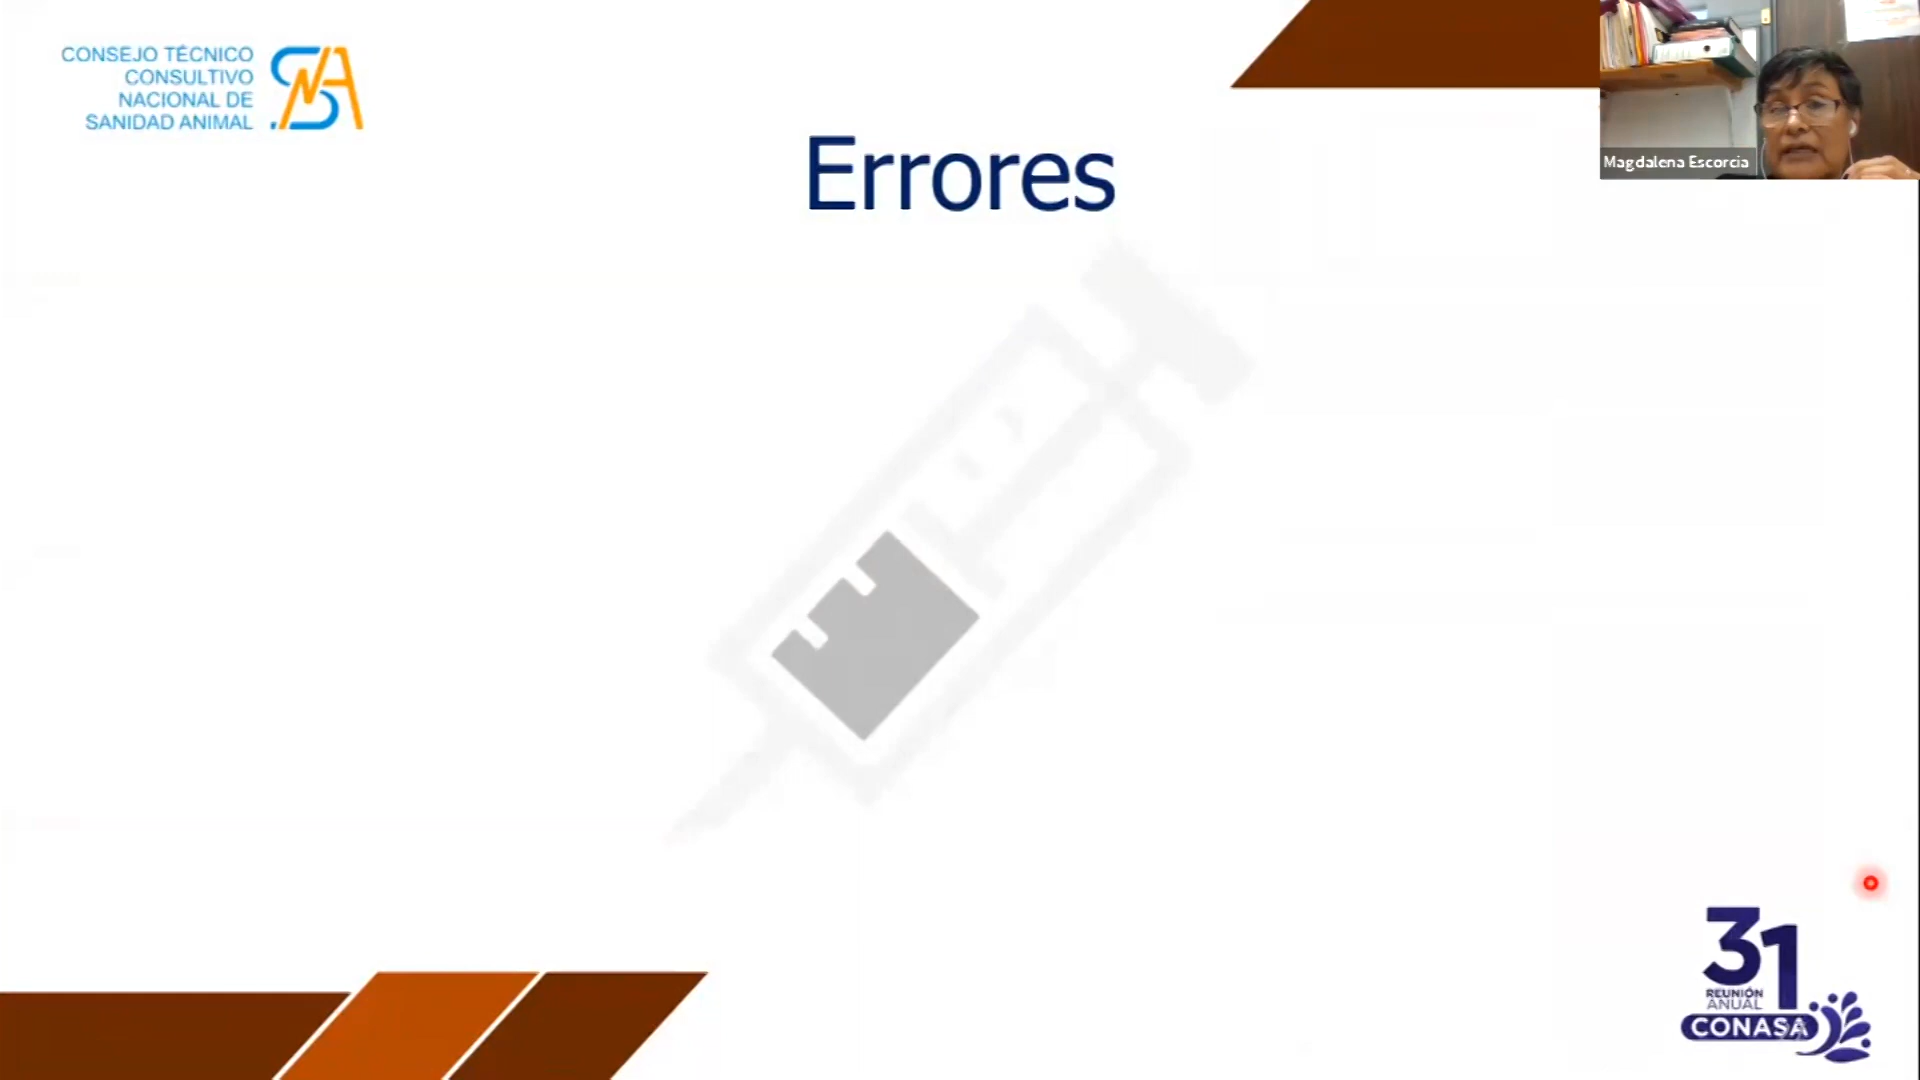 CONSEJO TÉCNICO
CONSULTIVO
NACIONAL DE
SANIDAD ANIMAL
Errores
Magdalena Escorcia
31
REUNIÓN
ANUAL
CONASA